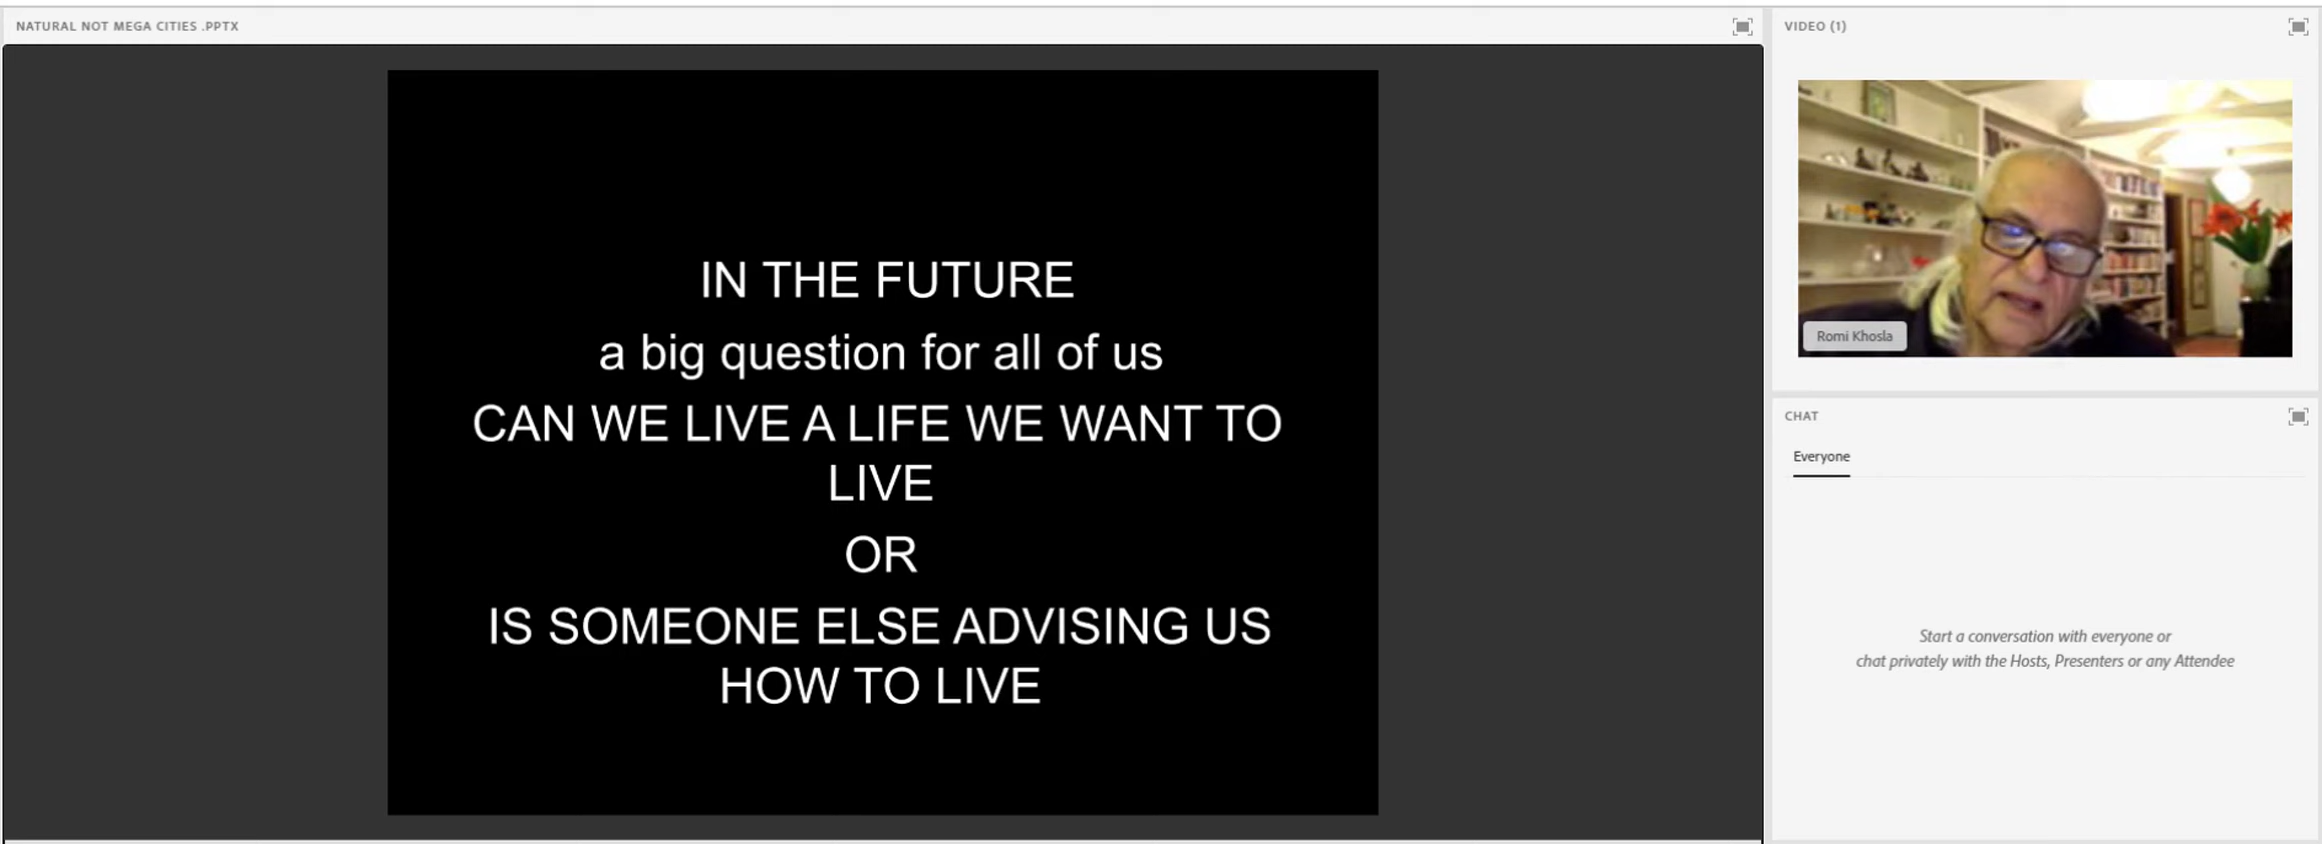 NATURAL NOT MEGA CITIES .PPTX
IN THE FUTURE
a big question for all of us
CAN WE LIVE A LIFE WE WANT TO
LIVE
OR
IS SOMEONE ELSE ADVISING US
HOW TO LIVE
VIDEO (1)
Romi Khosla
CHAT
Everyone
Start a conversation with everyone or
chat privately with the Hosts, Presenters or any Attendee